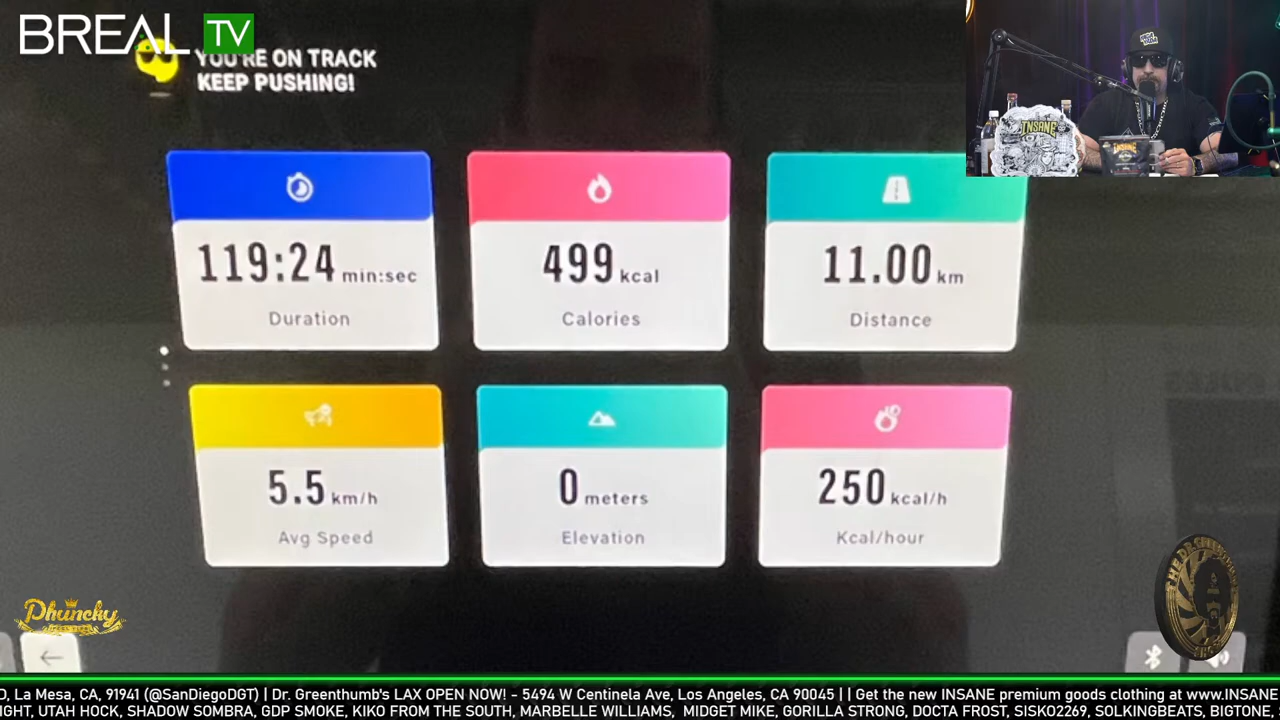 BREAL TV
YOU'RE ON TRACK
KEEP PUSHING!
INSANE
INSANE
119:24 min:sec
Duration
499 kcal
Calories
11.00 km
Distance
5.5 km/h
Avg Speed
0 meters
Elevation
250 kcal/h
Kcal/hour
Phuncky
D, La Mesa, CA, 91941 (@SanDiegoDGT) | Dr. Greenthumb's LAX OPEN NOW! - 5494 W Centinela Ave, Los Angeles, CA 90045 | | Get the new INSANE premium goods clothing at www.INSANE
IGHT, UTAH HOCK, SHADOW SOMBRA, GDP SMOKE, KIKO FROM THE SOUTH, MARBELLE WILLIAMS, MIDGET MIKE, GORILLA STRONG, DOCTA FROST, SISKO2269, SOLKINGBEATS, BIGTONE,